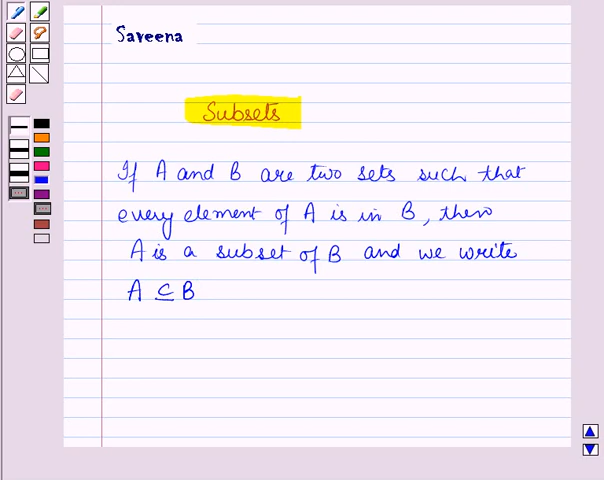 Saveena
Subsets
If A and B are two sets such that
every element of A is in B, then
A is a subset of B and we write
A ⊆ B